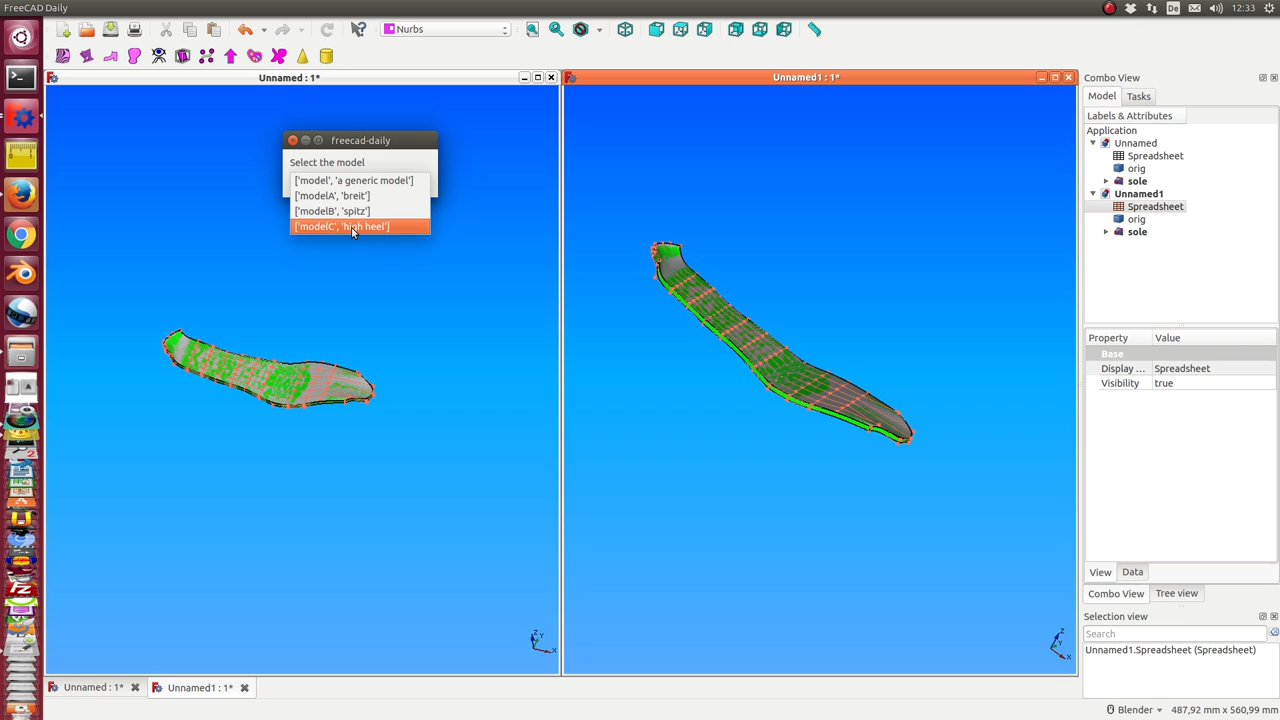 FreeCAD Daily
De
12:33
Nurbs
Unnamed : 1*
Unnamed1 : 1*
freecad-daily
Select the model
['model', 'a generic model']
['modelA', 'breit']
['modelB', 'spitz']
['modelC', 'high heel']
Z
Y
X
Z
Y
X
Combo View
Model
Tasks
Labels & Attributes
Application
Unnamed
Spreadsheet
orig
sole
Unnamed1
Spreadsheet
orig
sole
Property
Value
Base
Display ...
Spreadsheet
Visibility
true
View
Data
Combo View
Tree view
Selection view
Search
Unnamed1.Spreadsheet (Spreadsheet)
Unnamed : 1*
Unnamed1 : 1*
Blender
487,92 mm x 560,99 mm